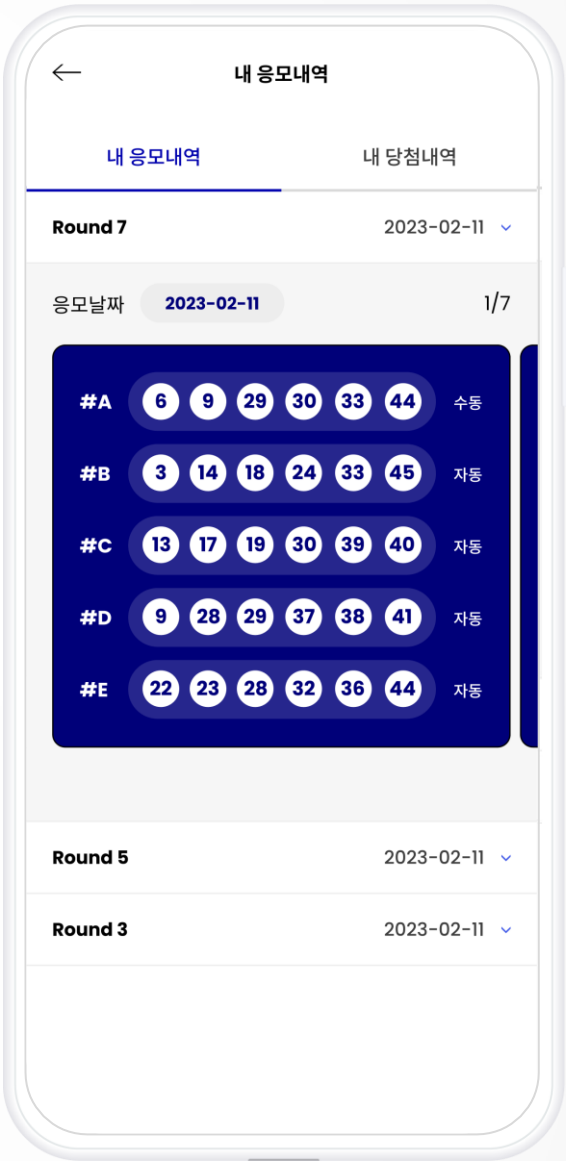 내 응모내역
내 응모내역 내 당첨내역
Round 7 2023-02-11
응모날짜 2023-02-11 1/7
#A 6 9 29 30 33 44 수동
#B 3 14 18 24 33 45 자동
#C 13 17 19 30 39 40 자동
#D 9 28 29 37 38 41 자동
#E 22 23 28 32 36 44 자동
Round 5 2023-02-11
Round 3 2023-02-11